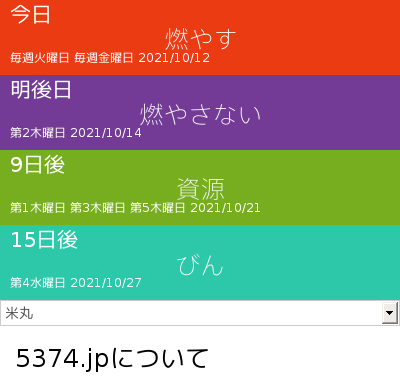 今日
燃やす
毎週火曜日 毎週金曜日 2021/10/12
明後日
燃やさない
第2木曜日 2021/10/14
9日後
資源
第1木曜日 第3木曜日 第5木曜日 2021/10/21
15日後
びん
第4水曜日 2021/10/27
米丸
5374.jpについて